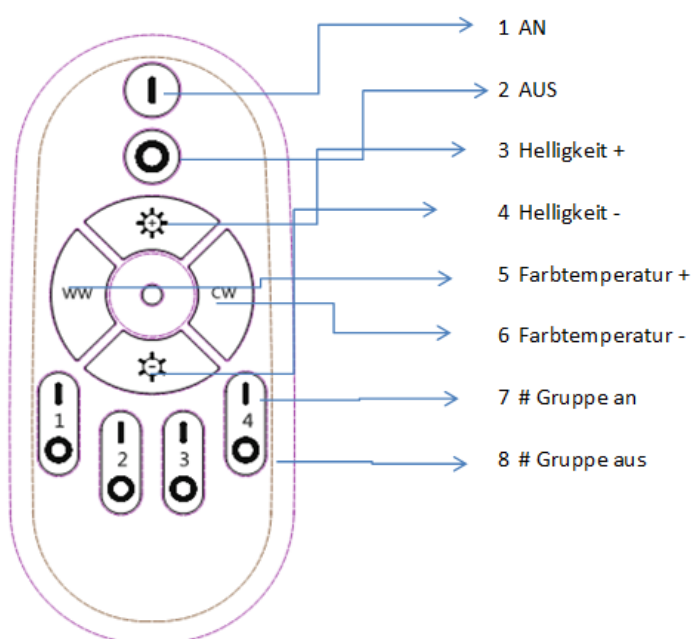 1 AN
2 AUS
3 Helligkeit +
4 Helligkeit -
5 Farbtemperatur +
6 Farbtemperatur -
7 # Gruppe an
8 # Gruppe aus
WW
CW
1
2
3
4